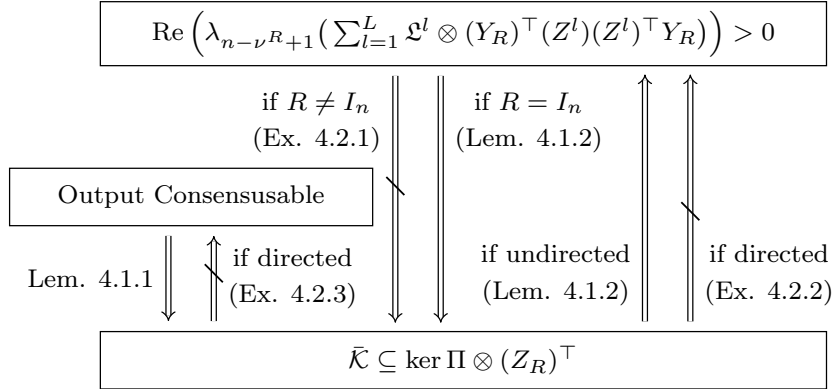 Re(λ_{n−ν^R+1}(∑_{l=1}^{L} 𝔏^l ⊗ (Y_R)^⊤(Z^l)(Z^l)^⊤Y_R)) > 0
if R ≠ I_n
(Ex. 4.2.1)
if R = I_n
(Lem. 4.1.2)
Output Consensusable
Lem. 4.1.1
if directed
(Ex. 4.2.3)
if undirected
(Lem. 4.1.2)
if directed
(Ex. 4.2.2)
𝒦̄ ⊆ ker Π ⊗ (Z_R)^⊤